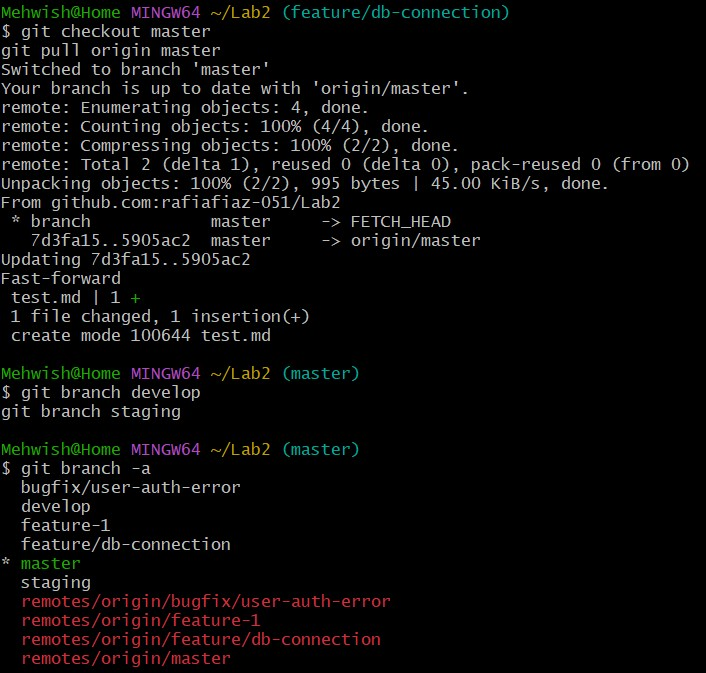 Mehwish@Home MINGW64 ~/Lab2 (feature/db-connection)
$ git checkout master
git pull origin master
Switched to branch 'master'
Your branch is up to date with 'origin/master'.
remote: Enumerating objects: 4, done.
remote: Counting objects: 100% (4/4), done.
remote: Compressing objects: 100% (2/2), done.
remote: Total 2 (delta 1), reused 0 (delta 0), pack-reused 0 (from 0)
Unpacking objects: 100% (2/2), 995 bytes | 45.00 KiB/s, done.
From github.com:rafiafiaz-051/Lab2
 * branch            master     -> FETCH_HEAD
   7d3fa15..5905ac2  master     -> origin/master
Updating 7d3fa15..5905ac2
Fast-forward
 test.md | 1 +
 1 file changed, 1 insertion(+)
 create mode 100644 test.md
Mehwish@Home MINGW64 ~/Lab2 (master)
$ git branch develop
git branch staging
Mehwish@Home MINGW64 ~/Lab2 (master)
$ git branch -a
  bugfix/user-auth-error
  develop
  feature-1
  feature/db-connection
* master
  staging
  remotes/origin/bugfix/user-auth-error
  remotes/origin/feature-1
  remotes/origin/feature/db-connection
  remotes/origin/master